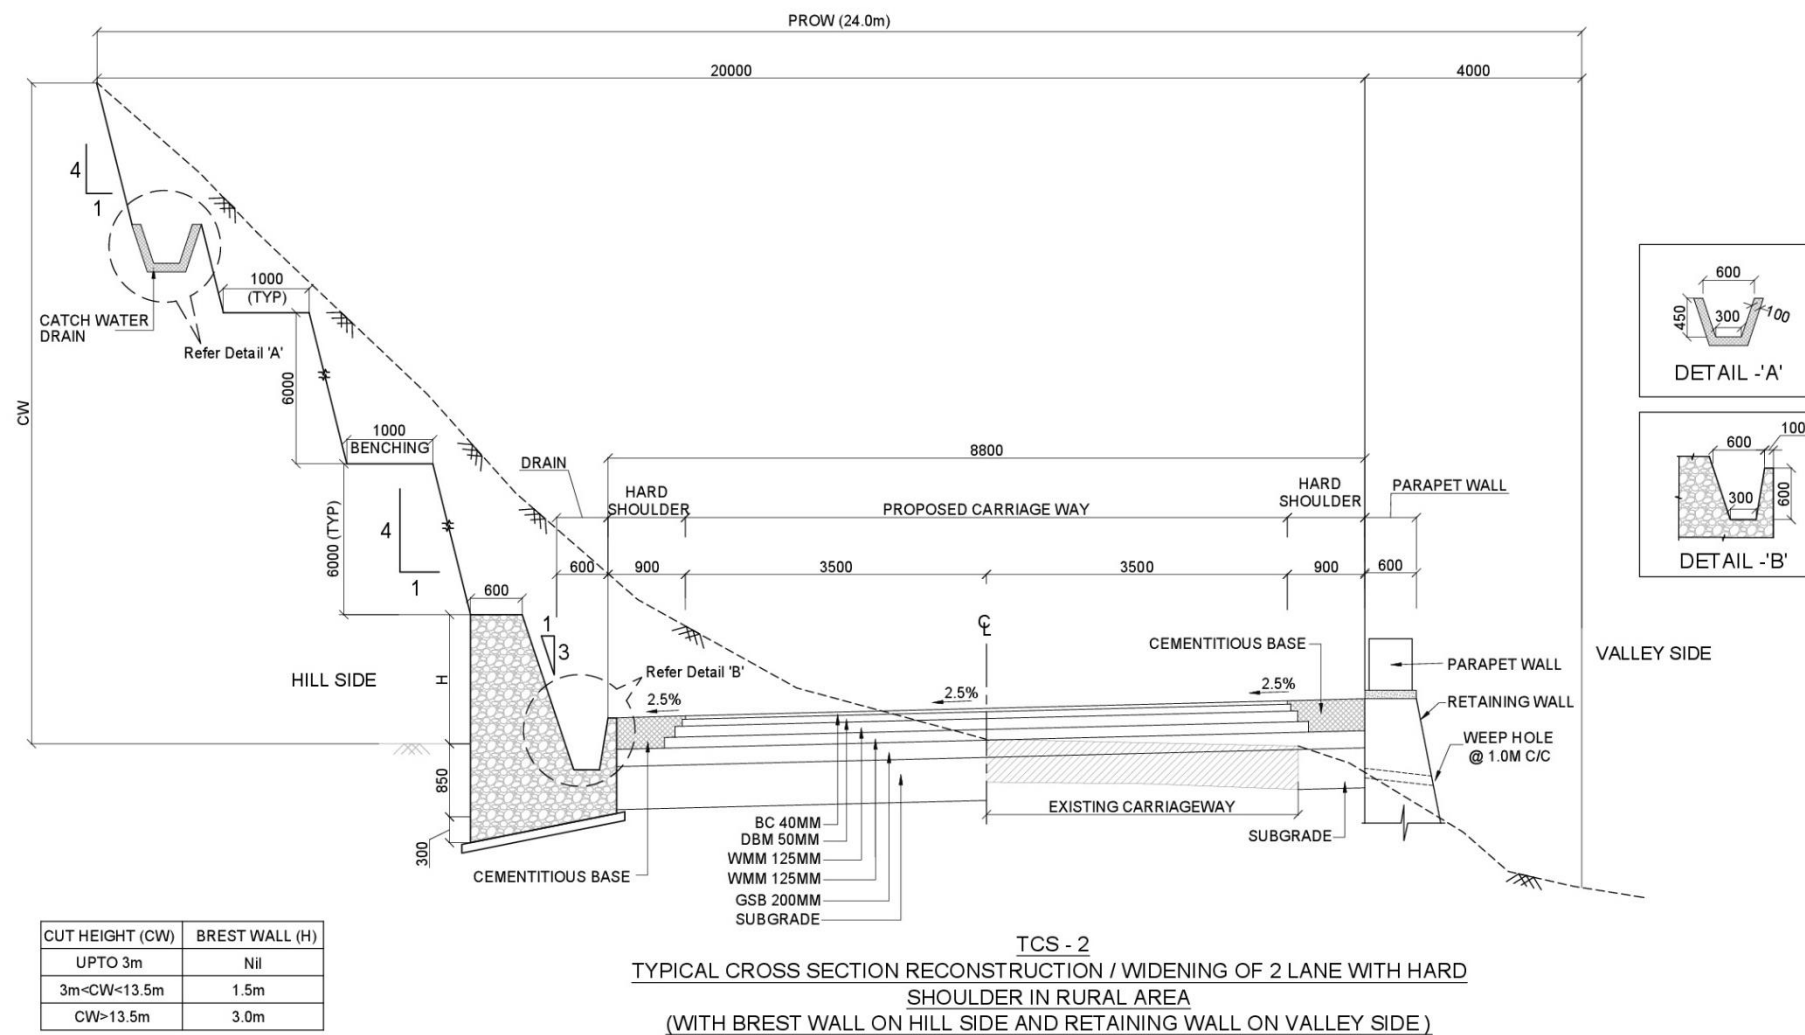 PROW (24.0m)
20000
4000
4
1
CW
CATCH WATER
DRAIN
1000
(TYP)
Refer Detail 'A'
6000
1000
BENCHING
6000 (TYP)
4
1
600
450
300
100
DETAIL -'A'
100
600
300
600
DETAIL -'B'
8800
DRAIN
HARD
SHOULDER
PROPOSED CARRIAGE WAY
HARD
SHOULDER
PARAPET WALL
600
900
3500
3500
900
600
600
1
3
H
HILL SIDE
Refer Detail 'B'
2.5%
2.5%
2.5%
CL
CEMENTITIOUS BASE
PARAPET WALL
VALLEY SIDE
RETAINING WALL
WEEP HOLE
@ 1.0M C/C
850
300
EXISTING CARRIAGEWAY
SUBGRADE
BC 40MM
DBM 50MM
WMM 125MM
WMM 125MM
GSB 200MM
SUBGRADE
CEMENTITIOUS BASE
CUT HEIGHT (CW) BREST WALL (H)
UPTO 3m Nil
3m<CW<13.5m 1.5m
CW>13.5m 3.0m
TCS - 2
TYPICAL CROSS SECTION RECONSTRUCTION / WIDENING OF 2 LANE WITH HARD
SHOULDER IN RURAL AREA
(WITH BREST WALL ON HILL SIDE AND RETAINING WALL ON VALLEY SIDE )